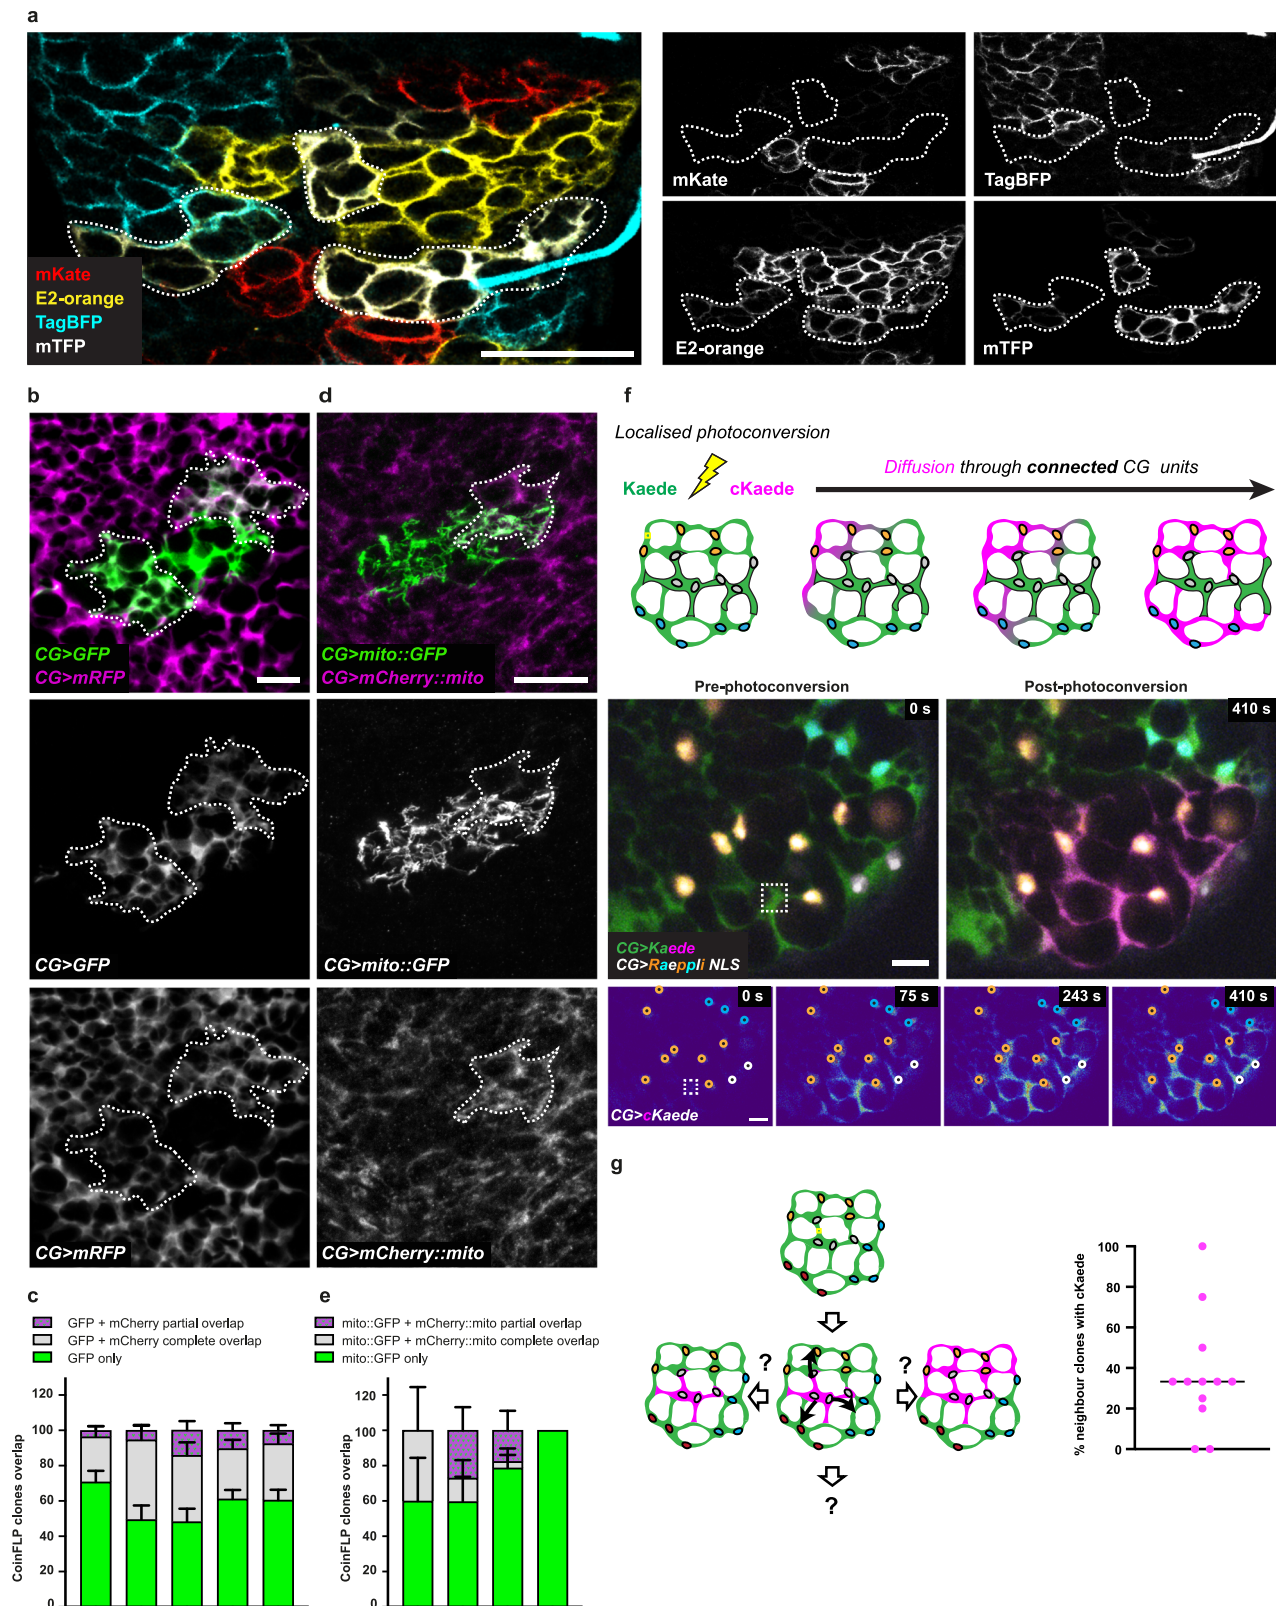 a
mKate
E2-orange
TagBFP
mTFP
mKate
TagBFP
E2-orange
mTFP
b
CG>GFP
CG>mRFP
CG>GFP
CG>mRFP
d
CG>mito::GFP
CG>mCherry::mito
CG>mito::GFP
CG>mCherry::mito
f
Localised photoconversion
Kaede
cKaede
Diffusion through connected CG units
Pre-photoconversion
Post-photoconversion
0 s
410 s
CG>Kaede
CG>Raeppli NLS
0 s
75 s
243 s
410 s
CG>cKaede
c
GFP + mCherry partial overlap
GFP + mCherry complete overlap
GFP only
CoinFLP clones overlap
120
100
80
60
40
20
0
e
mito::GFP + mCherry::mito partial overlap
mito::GFP + mCherry::mito complete overlap
mito::GFP only
CoinFLP clones overlap
120
100
80
60
40
20
0
g
?
?
?
% neighbour clones with cKaede
100
80
60
40
20
0